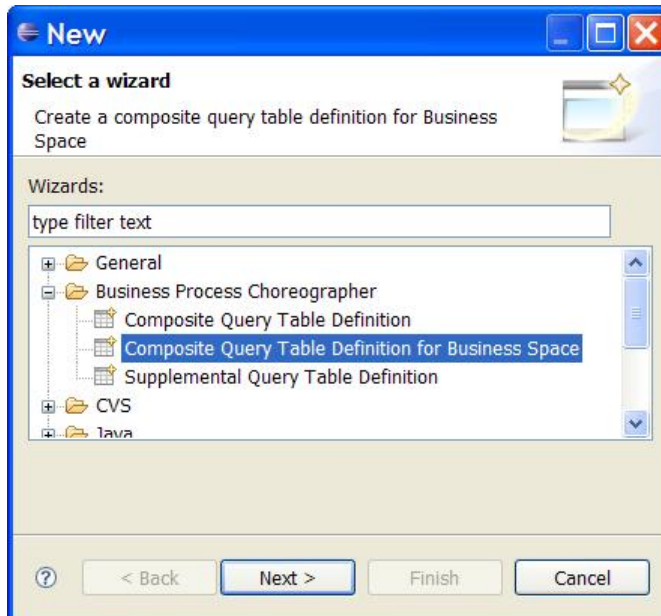 New
Select a wizard
Create a composite query table definition for Business
Space
Wizards:
type filter text
General
Business Process Choreographer
Composite Query Table Definition
Composite Query Table Definition for Business Space
Supplemental Query Table Definition
CVS
Java
?
< Back Next > Finish Cancel